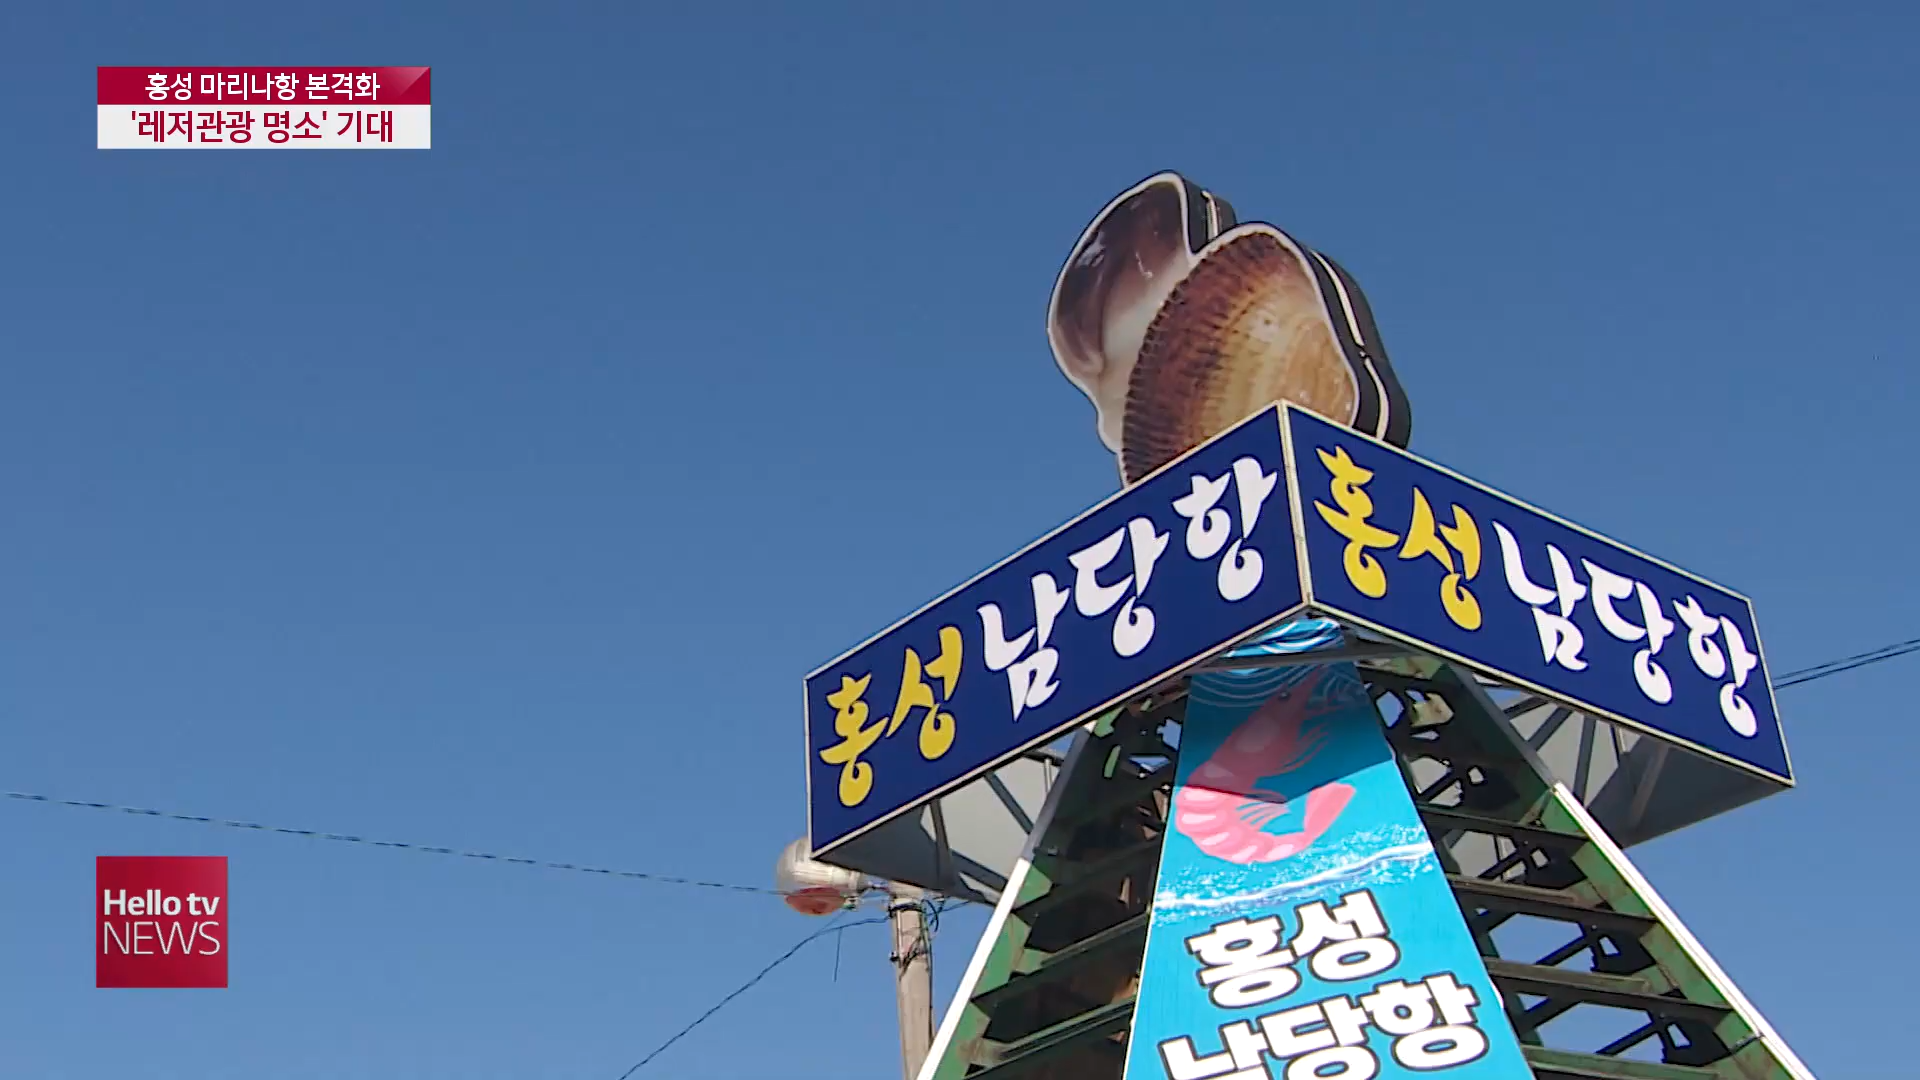 홍성 마리나항 본격화
'레저관광 명소' 기대
홍성남당항
홍성남당항
홍성
남당항
Hello tv
NEWS